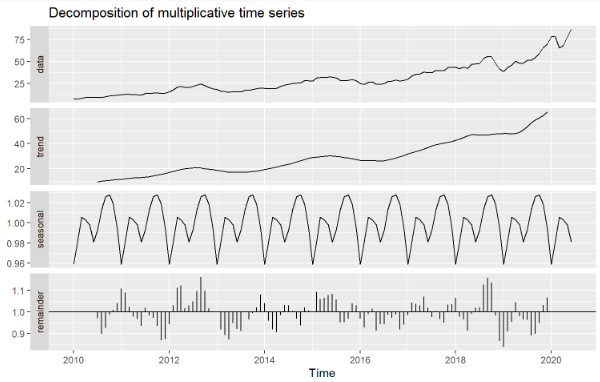 Decomposition of multiplicative time series
data
75
50
25
trend
60
40
20
seasonal
1.02
1.00
0.98
0.96
remainder
1.1
1.0
0.9
2010 2012 2014 2016 2018 2020
Time